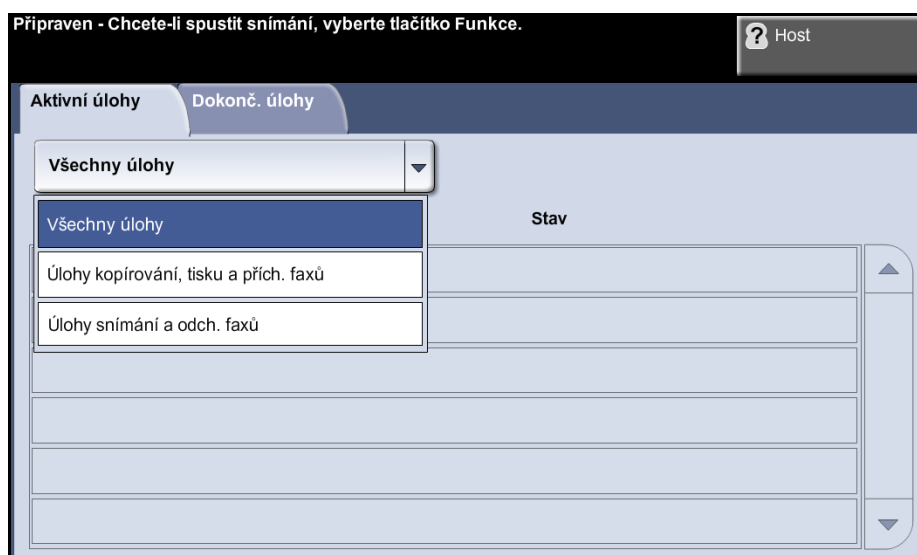 Připraven - Chcete-li spustit snímání, vyberte tlačítko Funkce.
? Host
Aktivní úlohy
Dokonč. úlohy
Všechny úlohy
Stav
Všechny úlohy
Úlohy kopírování, tisku a přích. faxů
Úlohy snímání a odch. faxů